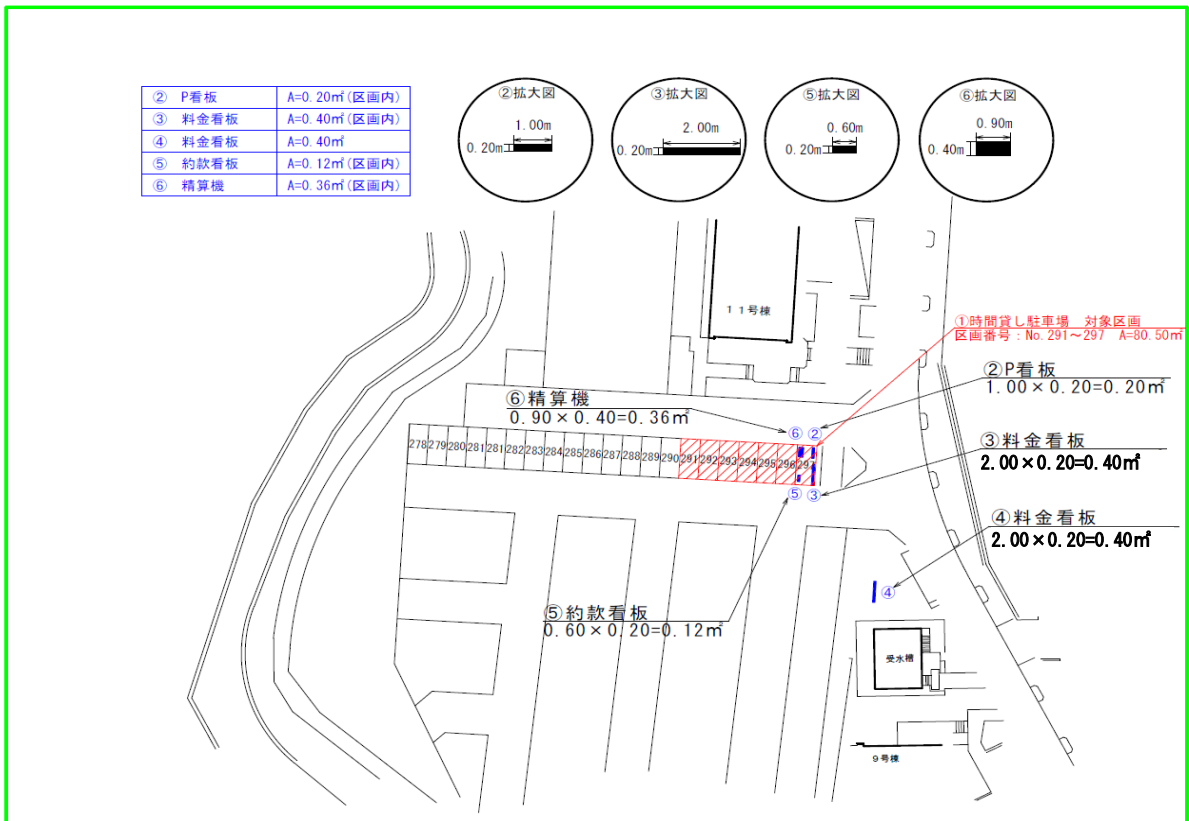 ② P看板 A=0.20㎡(区画内)
③ 料金看板 A=0.40㎡(区画内)
④ 料金看板 A=0.40㎡
⑤ 約款看板 A=0.12㎡(区画内)
⑥ 精算機 A=0.36㎡(区画内)
②拡大図
1.00m
0.20m
③拡大図
2.00m
0.20m
⑤拡大図
0.60m
0.20m
⑥拡大図
0.90m
0.40m
11号棟
①時間貸し駐車場 対象区画
区画番号：No.291～297 A=80.50㎡
②P看板
1.00×0.20=0.20㎡
⑥精算機
0.90×0.40=0.36㎡
⑥ ②
③料金看板
2.00×0.20=0.40㎡
278 279 280 281 281 282 283 284 285 286 287 288 289 290 291 292 293 294 295 296 297
⑤ ③
④料金看板
2.00×0.20=0.40㎡
④
⑤約款看板
0.60×0.20=0.12㎡
受水槽
9号棟